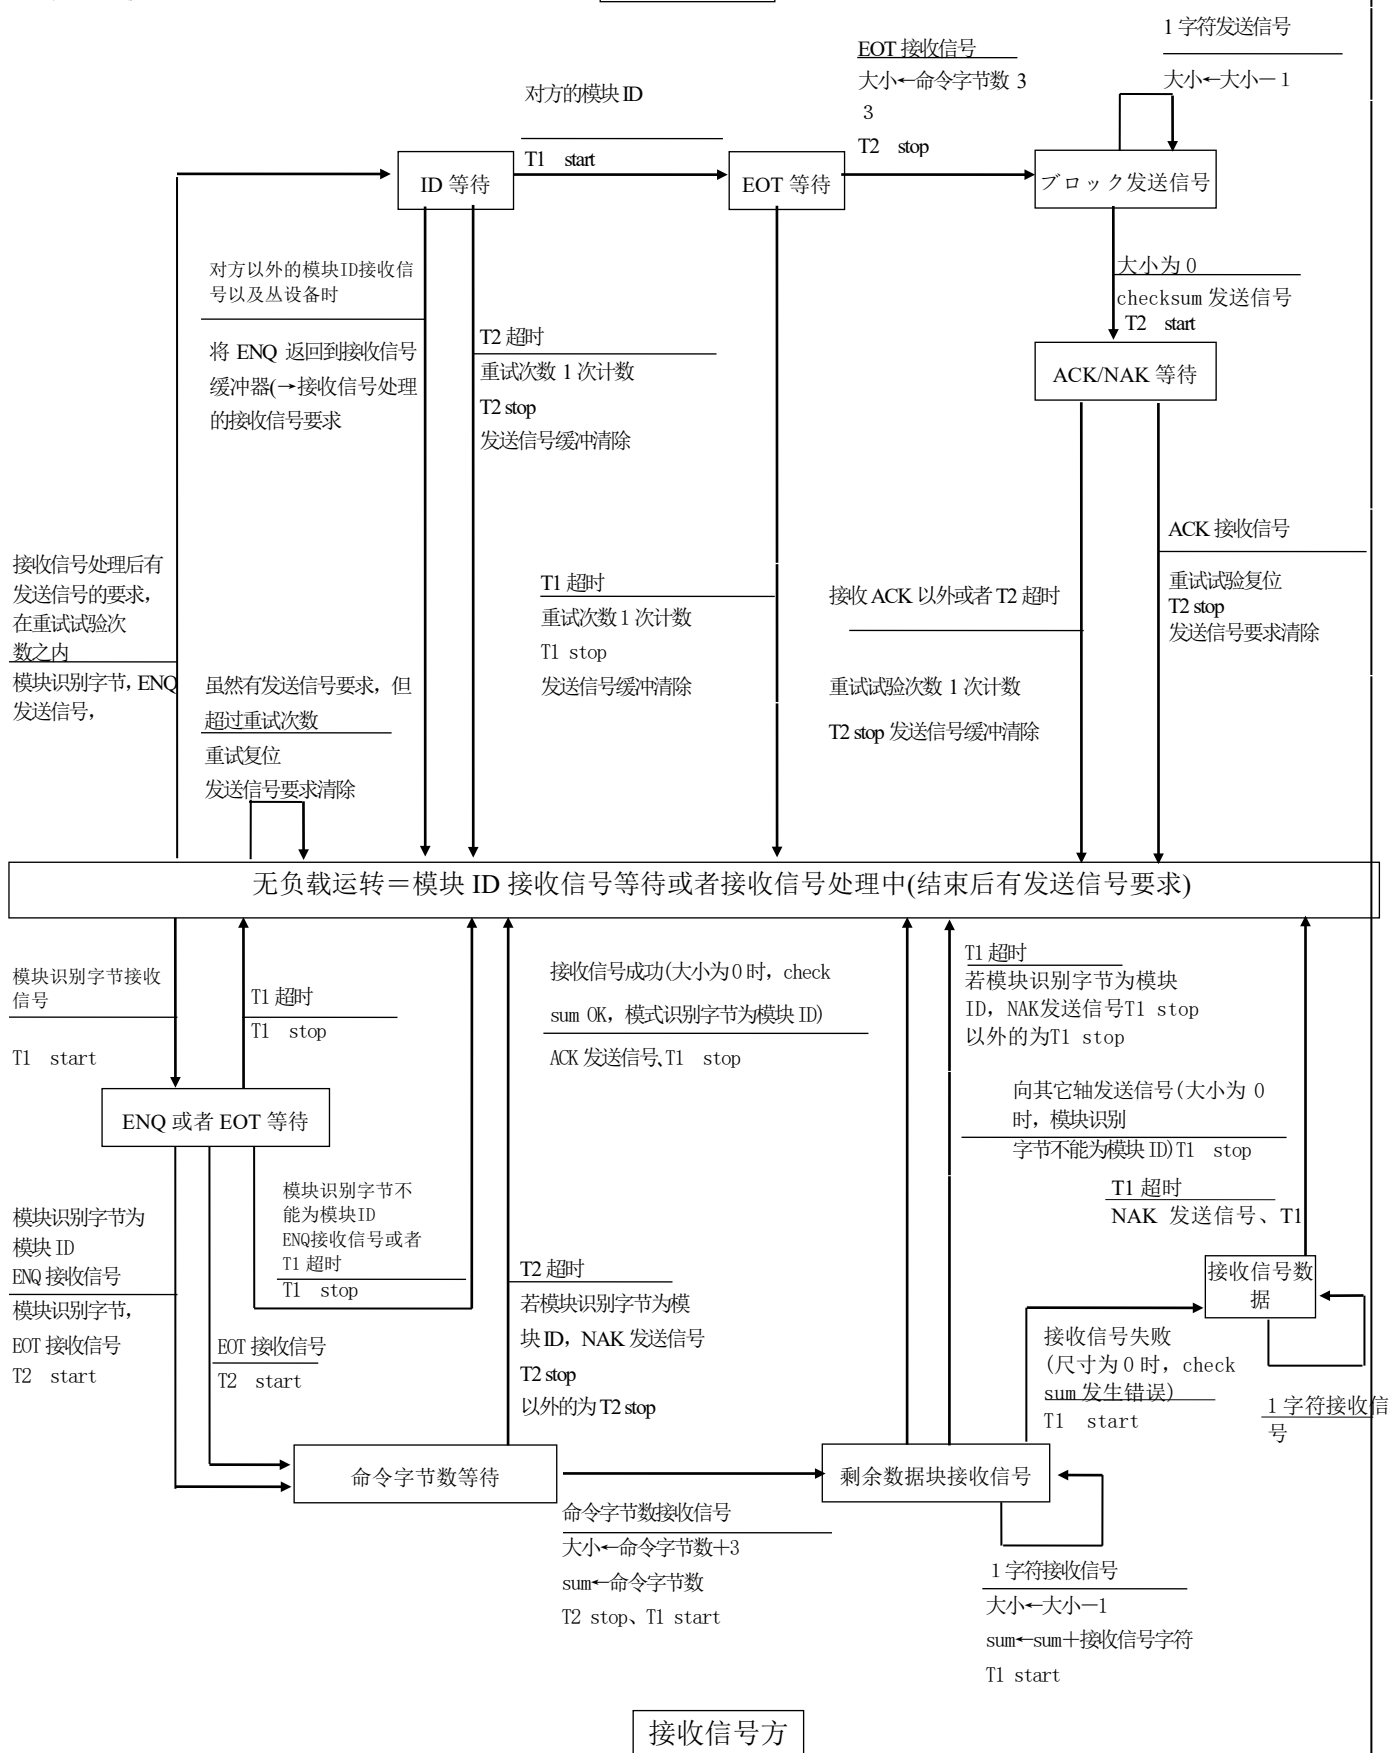 1 字符发送信号
大小←大小－1
EOT 接收信号
大小←命令字节数 3
3
T2 stop
对方的模块 ID
T1 start
ID 等待
EOT 等待
ブロック发送信号
对方以外的模块ID接收信
号以及丛设备时
将 ENQ 返回到接收信号
缓冲器(→接收信号处理
的接收信号要求
T2 超时
重试次数 1 次计数
T2 stop
发送信号缓冲清除
大小为 0
checksum 发送信号
T2 start
ACK/NAK 等待
接收信号处理后有
发送信号的要求，
在重试试验次
数之内
模块识别字节，ENQ
发送信号，
虽然有发送信号要求，但
超过重试次数
重试复位
发送信号要求清除
T1 超时
重试次数 1 次计数
T1 stop
发送信号缓冲清除
接收 ACK 以外或者 T2 超时
重试试验次数 1 次计数
T2 stop 发送信号缓冲清除
ACK 接收信号
重试试验复位
T2 stop
发送信号要求清除
无负载运转＝模块 ID 接收信号等待或者接收信号处理中(结束后有发送信号要求)
模块识别字节接收
信号
T1 start
T1 超时
T1 stop
接收信号成功(大小为 0 时，check
sum OK，模式识别字节为模块 ID)
ACK 发送信号、T1 stop
T1 超时
若模块识别字节为模块
ID，NAK发送信号T1 stop
以外的为T1 stop
ENQ 或者 EOT 等待
向其它轴发送信号(大小为 0
时，模块识别
字节不能为模块 ID)T1 stop
模块识别字节不
能为模块ID
ENQ接收信号或者
T1 超时
T1 stop
T1 超时
NAK 发送信号、T1
模块识别字节为
模块 ID
ENQ 接收信号
模块识别字节，
EOT 接收信号
T2 start
EOT 接收信号
T2 start
T2 超时
若模块识别字节为模
块 ID，NAK 发送信号
T2 stop
以外的为 T2 stop
接收信号数
据
接收信号失败
(尺寸为 0 时，check
sum 发生错误)
T1 start
1 字符接收信
号
命令字节数等待
剩余数据块接收信号
命令字节数接收信号
大小←命令字节数＋3
sum←命令字节数
T2 stop、T1 start
1 字符接收信号
大小←大小－1
sum←sum＋接收信号字符
T1 start
接收信号方